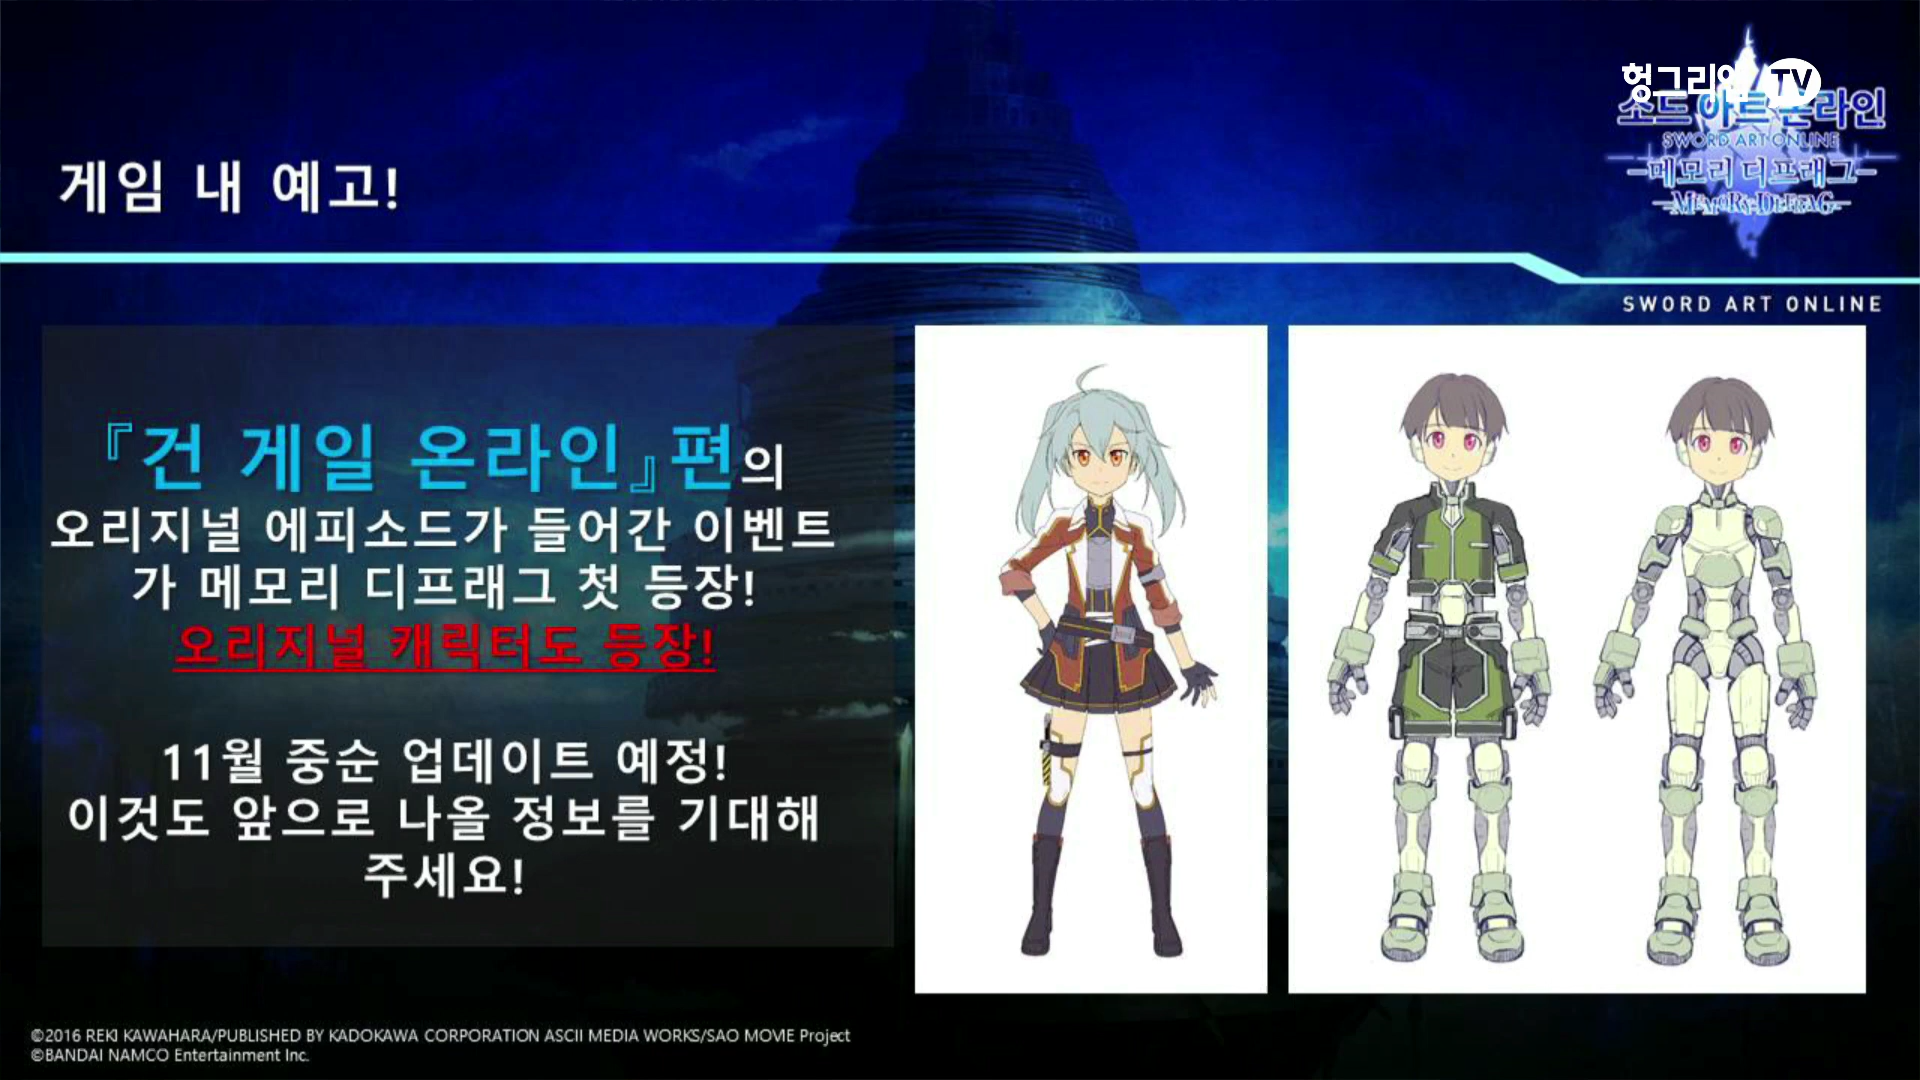 헝그리앱 TV
소드 아트 온라인
SWORD ART ONLINE
메모리 디프래그
MEMORY DEFRAG
게임 내 예고!
SWORD ART ONLINE
『건 게일 온라인』편의
오리지널 에피소드가 들어간 이벤트
가 메모리 디프래그 첫 등장!
오리지널 캐릭터도 등장!
11월 중순 업데이트 예정!
이것도 앞으로 나올 정보를 기대해
주세요!
©2016 REKI KAWAHARA/PUBLISHED BY KADOKAWA CORPORATION ASCII MEDIA WORKS/SAO MOVIE Project
©BANDAI NAMCO Entertainment Inc.